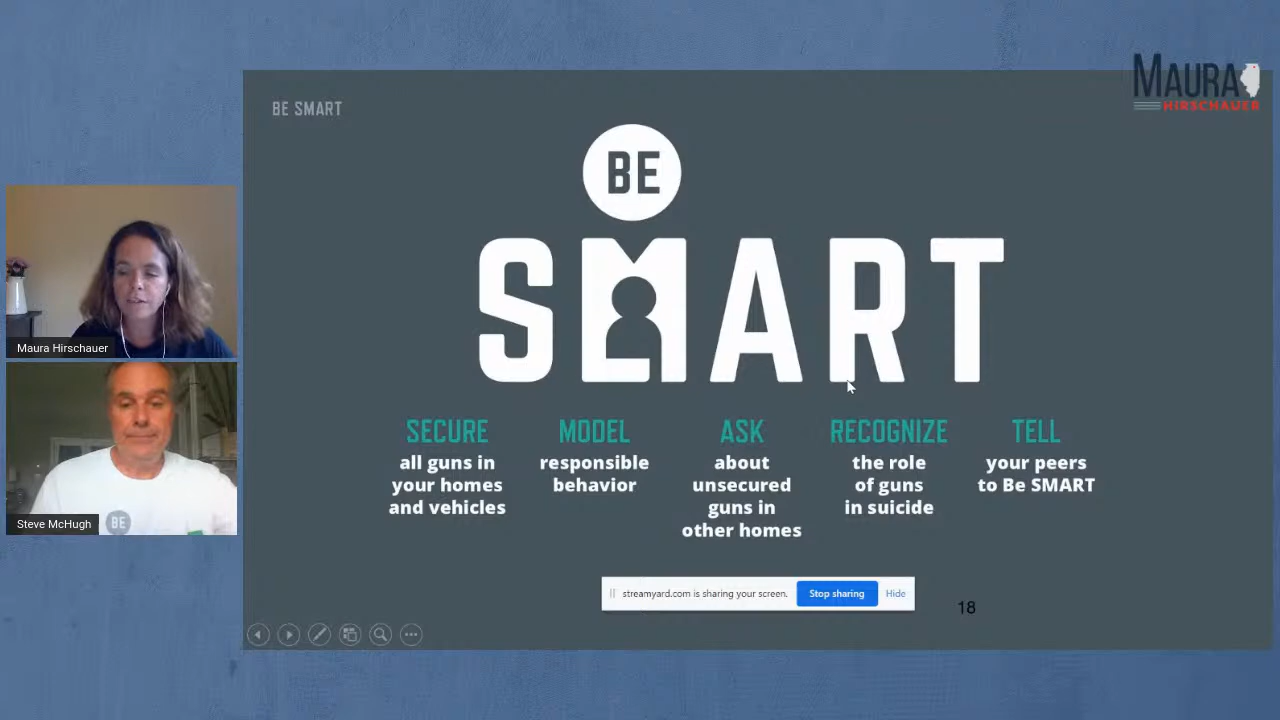 BE SMART
MAURA
HIRSCHAUER
BE
SMART
SECURE
all guns in
your homes
and vehicles
MODEL
responsible
behavior
ASK
about
unsecured
guns in
other homes
RECOGNIZE
the role
of guns
in suicide
TELL
your peers
to Be SMART
Maura Hirschauer
Steve McHugh
BE
streamyard.com is sharing your screen.
Stop sharing
Hide
18